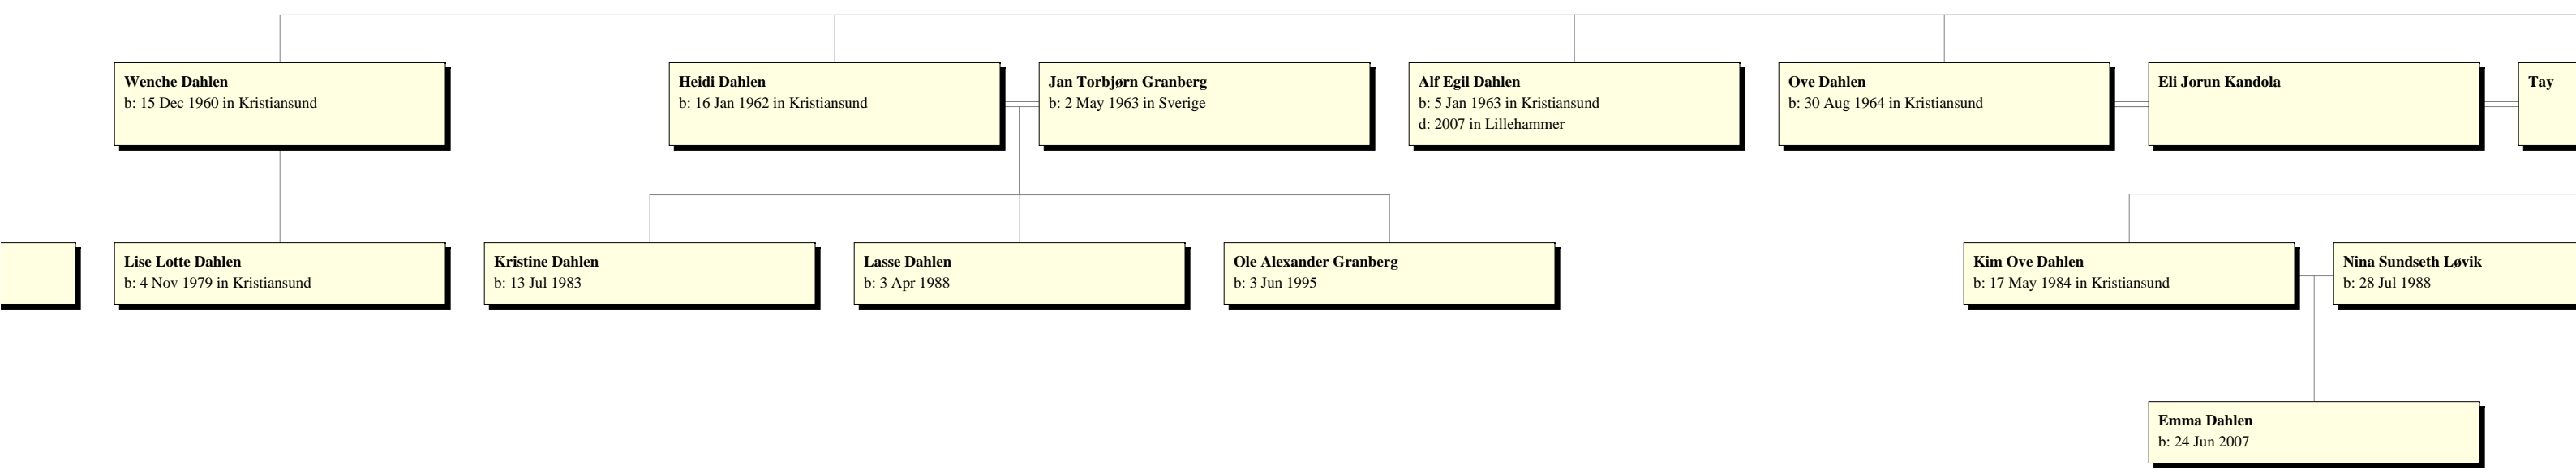 Wenche Dahlen
b: 15 Dec 1960 in Kristiansund
Heidi Dahlen
b: 16 Jan 1962 in Kristiansund
Jan Torbjørn Granberg
b: 2 May 1963 in Sverige
Alf Egil Dahlen
b: 5 Jan 1963 in Kristiansund
d: 2007 in Lillehammer
Ove Dahlen
b: 30 Aug 1964 in Kristiansund
Eli Jorun Kandola
Tay
Lise Lotte Dahlen
b: 4 Nov 1979 in Kristiansund
Kristine Dahlen
b: 13 Jul 1983
Lasse Dahlen
b: 3 Apr 1988
Ole Alexander Granberg
b: 3 Jun 1995
Kim Ove Dahlen
b: 17 May 1984 in Kristiansund
Nina Sundseth Løvik
b: 28 Jul 1988
Emma Dahlen
b: 24 Jun 2007